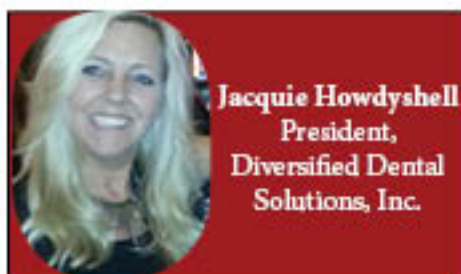 Jacquie Howdyshell
President,
Diversified Dental
Solutions, Inc.